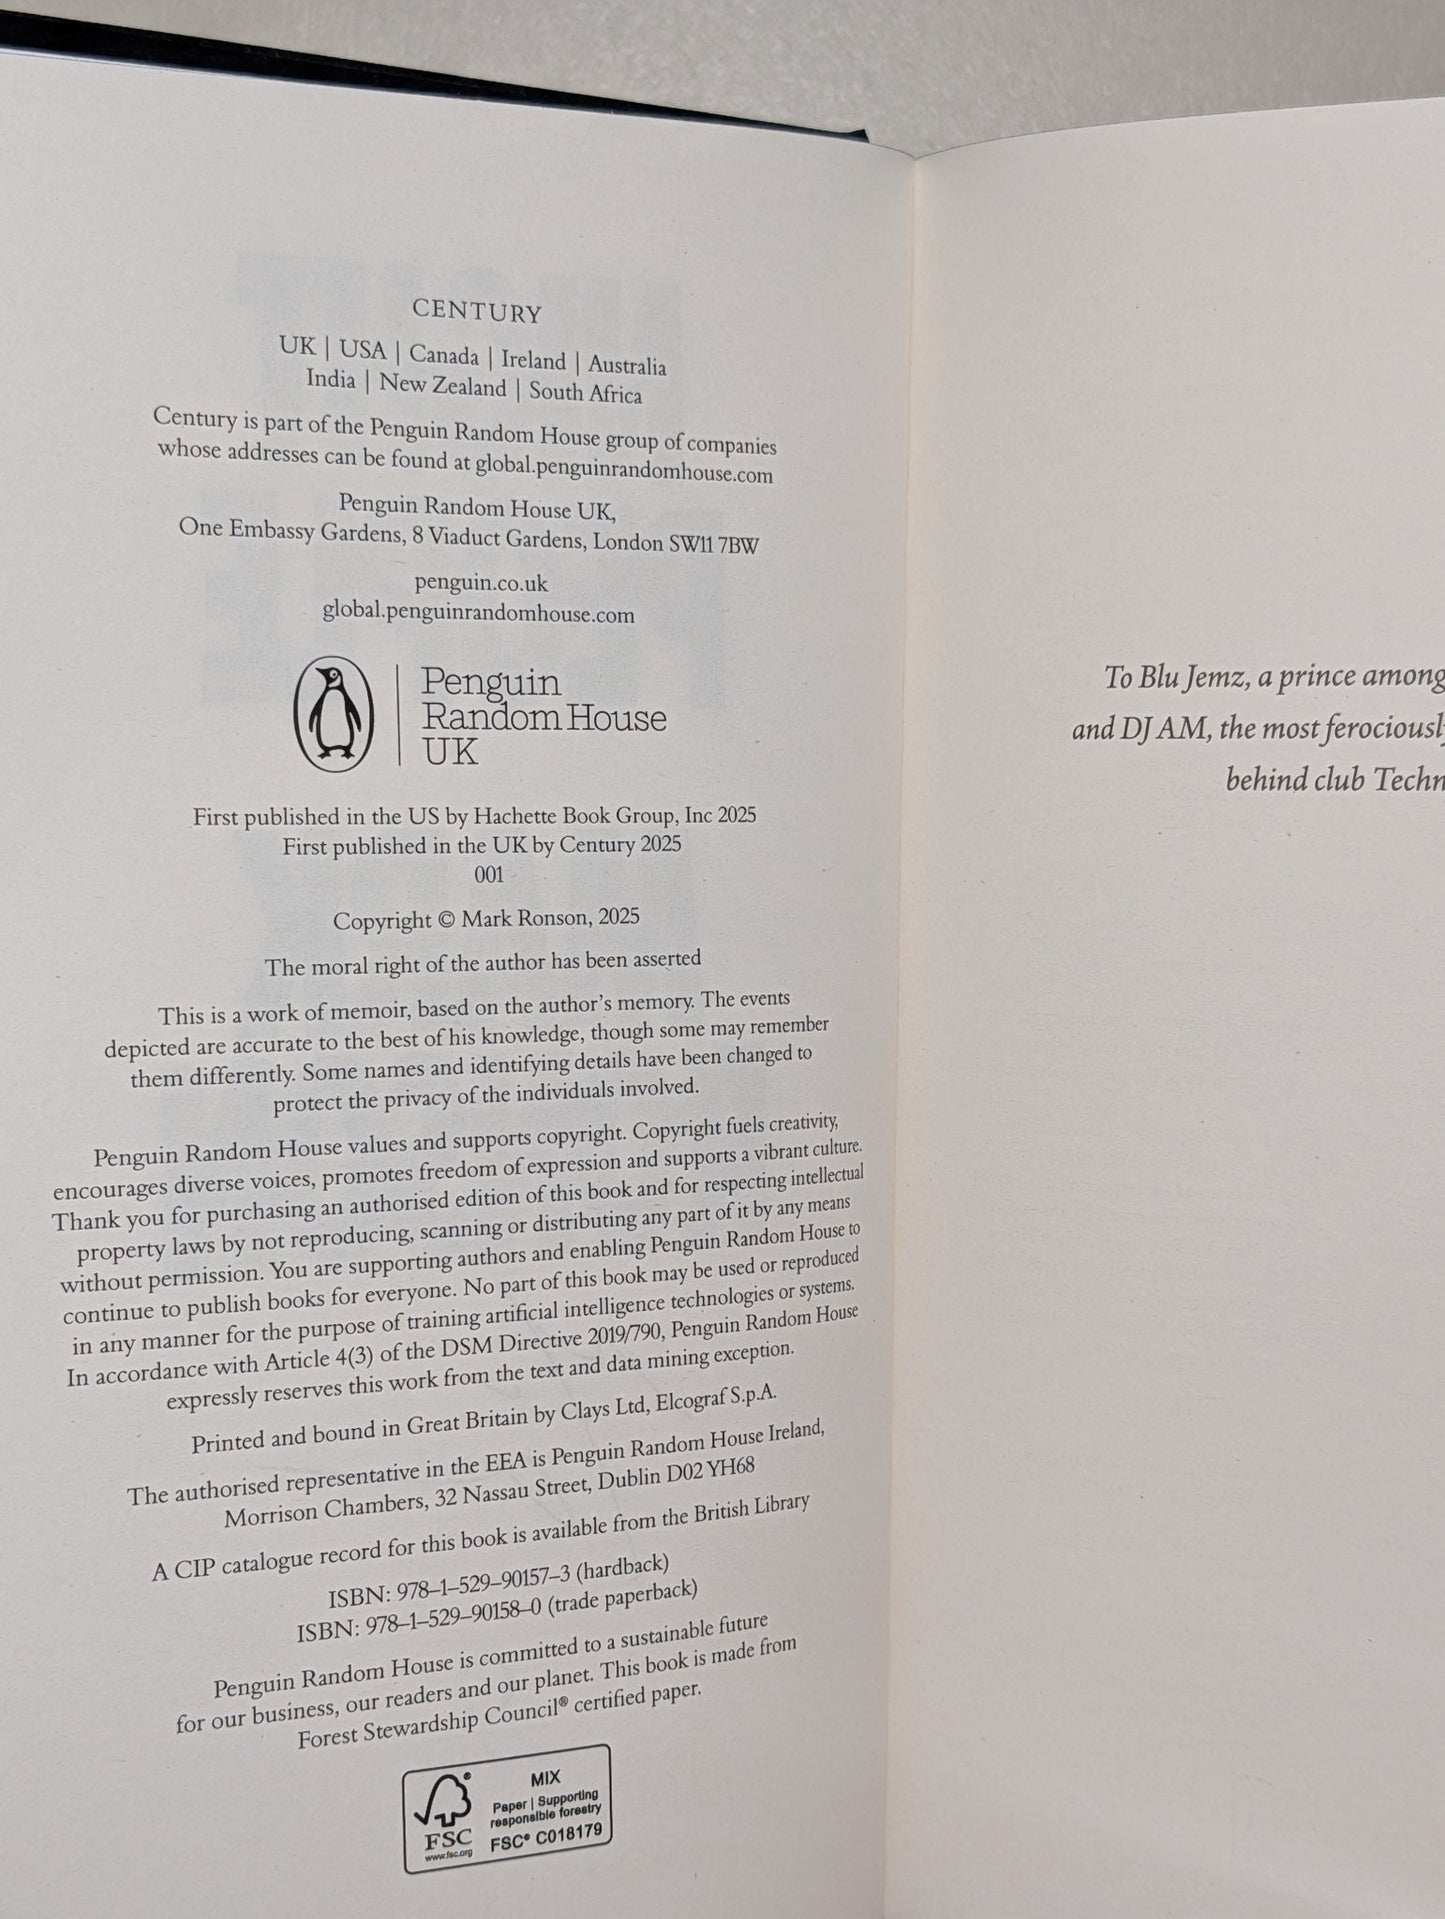 CENTURY
UK | USA | Canada | Ireland | Australia
India | New Zealand | South Africa
Century is part of the Penguin Random House group of companies
whose addresses can be found at global.penguinrandomhouse.com
Penguin Random House UK,
One Embassy Gardens, 8 Viaduct Gardens, London SW11 7BW
penguin.co.uk
global.penguinrandomhouse.com
Penguin
Random House
UK
First published in the US by Hachette Book Group, Inc 2025
First published in the UK by Century 2025
001
Copyright © Mark Ronson, 2025
The moral right of the author has been asserted
This is a work of memoir, based on the author's memory. The events
depicted are accurate to the best of his knowledge, though some may remember
them differently. Some names and identifying details have been changed to
protect the privacy of the individuals involved.
Penguin Random House values and supports copyright. Copyright fuels creativity,
encourages diverse voices, promotes freedom of expression and supports a vibrant culture.
Thank you for purchasing an authorised edition of this book and for respecting intellectual
property laws by not reproducing, scanning or distributing any part of it by any means
without permission. You are supporting authors and enabling Penguin Random House to
continue to publish books for everyone. No part of this book may be used or reproduced
in any manner for the purpose of training artificial intelligence technologies or systems.
In accordance with Article 4(3) of the DSM Directive 2019/790, Penguin Random House
expressly reserves this work from the text and data mining exception.
Printed and bound in Great Britain by Clays Ltd, Elcograf S.p.A.
The authorised representative in the EEA is Penguin Random House Ireland,
Morrison Chambers, 32 Nassau Street, Dublin D02 YH68
A CIP catalogue record for this book is available from the British Library
ISBN: 978–1–529–90157–3 (hardback)
ISBN: 978–1–529–90158–0 (trade paperback)
Penguin Random House is committed to a sustainable future
for our business, our readers and our planet. This book is made from
Forest Stewardship Council® certified paper.
FSC
www.fsc.org
MIX
Paper | Supporting
responsible forestry
FSC® C018179
To Blu Jemz, a prince among
and DJ AM, the most
behind club